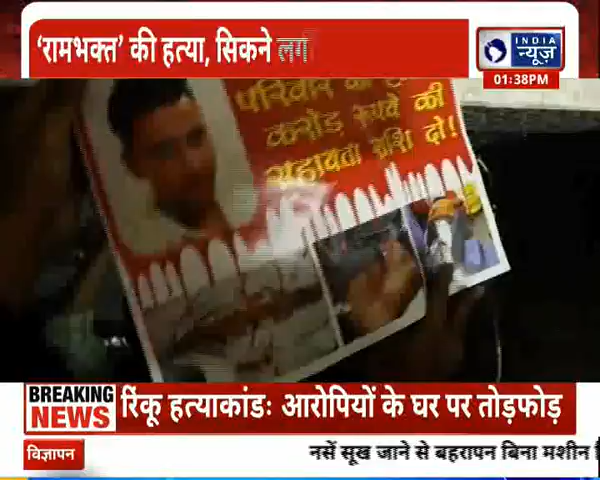 ‘रामभक्त’ की हत्या, सिकने लग
INDIA
न्यूज़
01:38PM
परिवार
करोड़ रुपये की
सहायता राशि दो!
BREAKING
NEWS
रिंकू हत्याकांडः आरोपियों के घर पर तोड़फोड़
विज्ञापन
नसें सूख जाने से बहरापन बिना मशीन